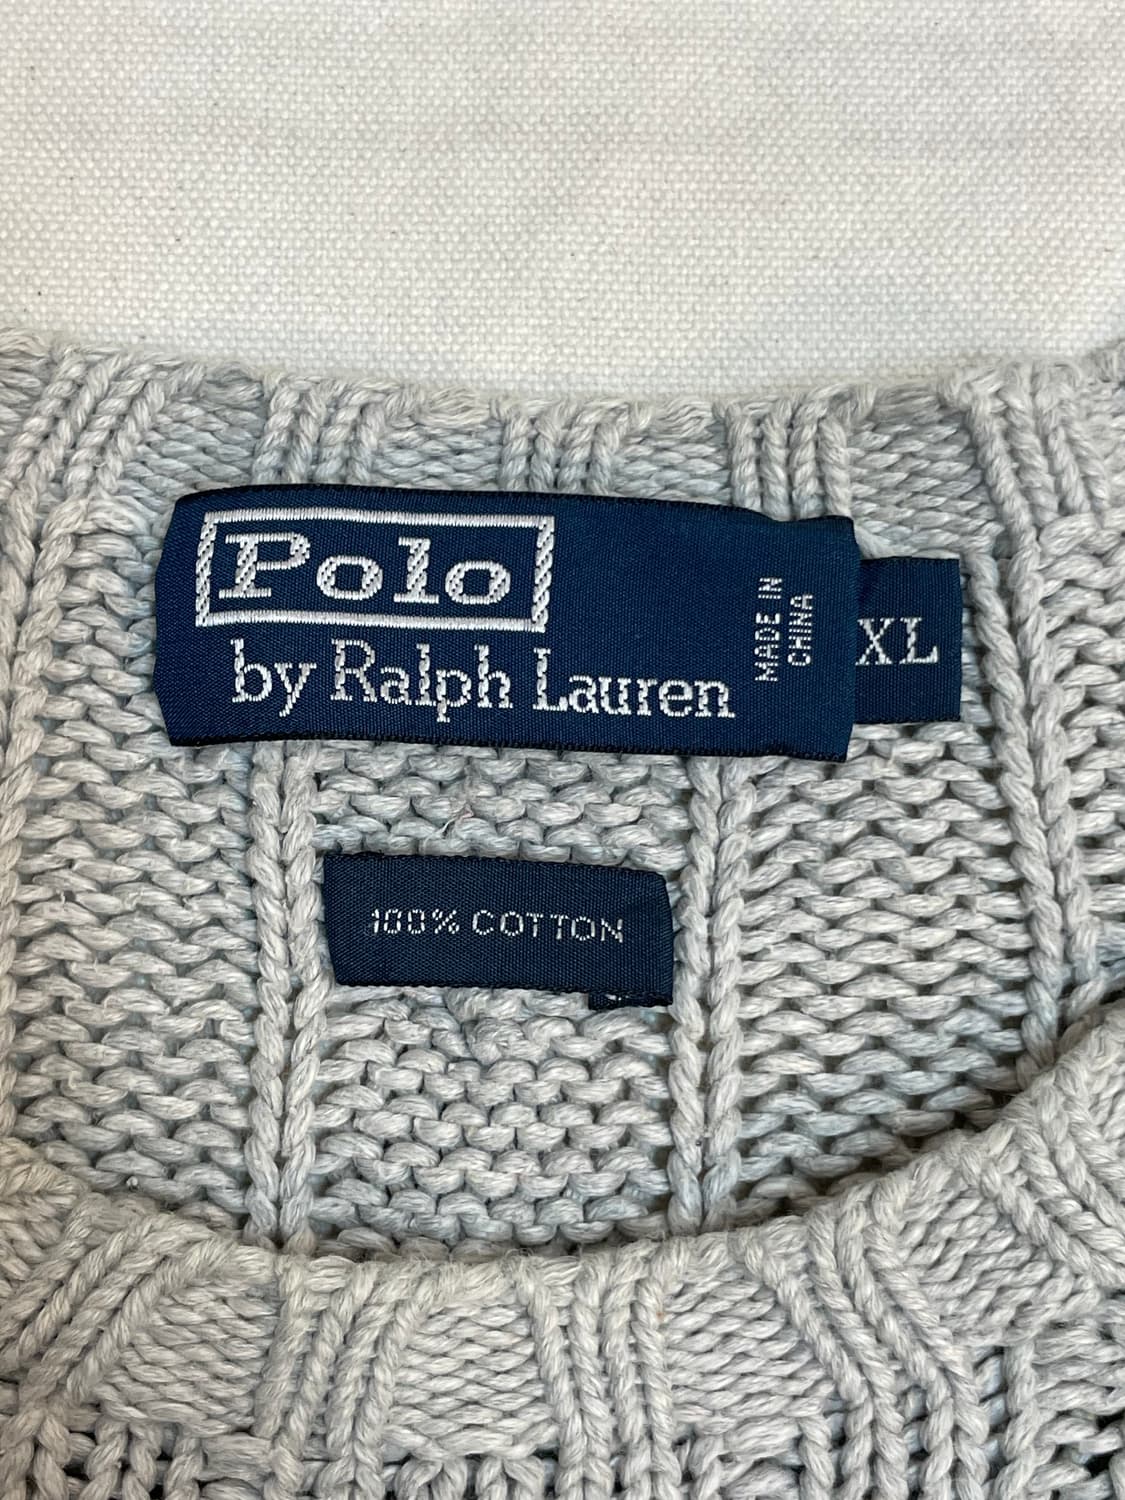 Polo
by Ralph Lauren
MADE IN
CHINA
XL
100% COTTON